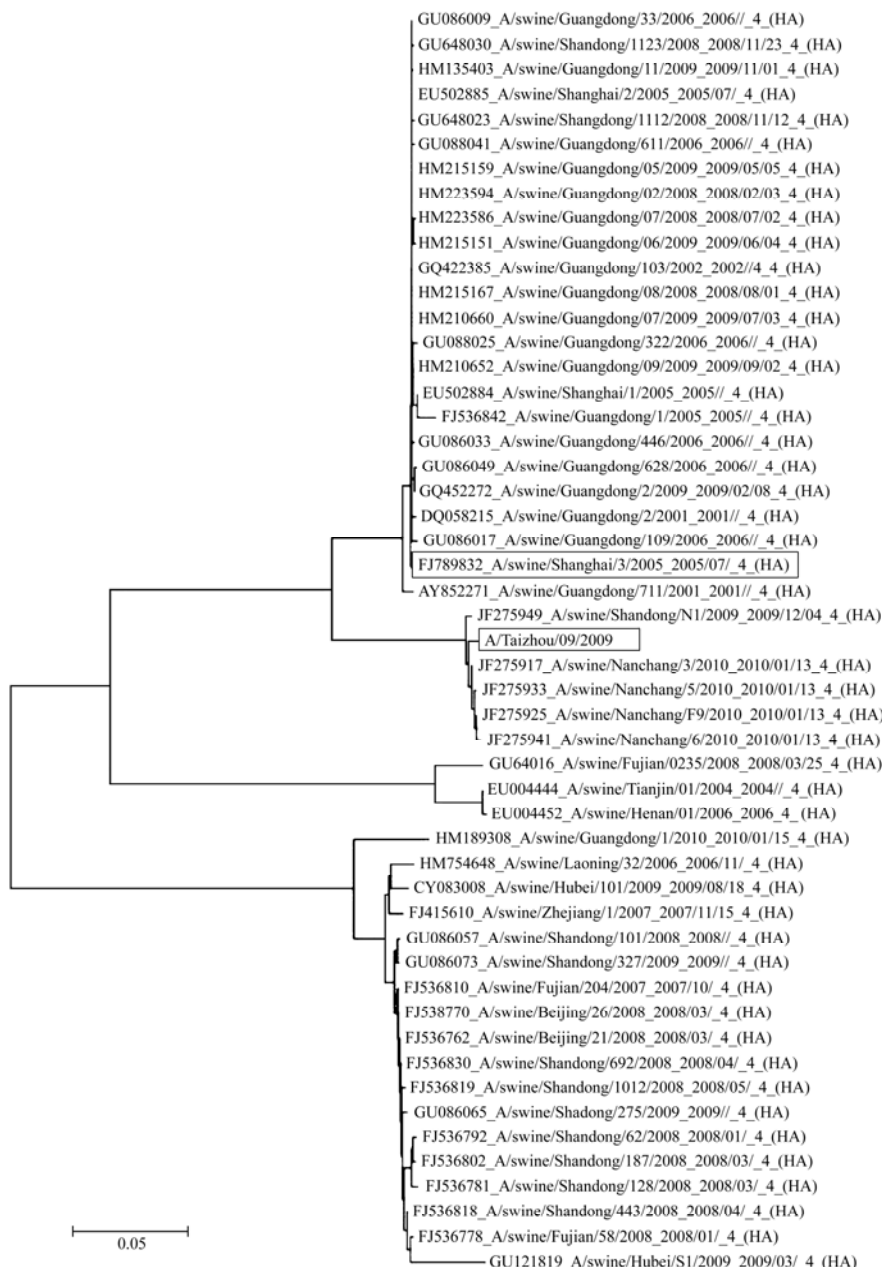 GU086009_A/swine/Guangdong/33/2006_2006//_4_(HA)
GU648030_A/swine/Shandong/1123/2008_2008/11/23_4_(HA)
HM135403_A/swine/Guangdong/11/2009_2009/11/01_4_(HA)
EU502885_A/swine/Shanghai/2/2005_2005/07/_4_(HA)
GU648023_A/swine/Shangdong/1112/2008_2008/11/12_4_(HA)
GU088041_A/swine/Guangdong/611/2006_2006//_4_(HA)
HM215159_A/swine/Guangdong/05/2009_2009/05/05_4_(HA)
HM223594_A/swine/Guangdong/02/2008_2008/02/03_4_(HA)
HM223586_A/swine/Guangdong/07/2008_2008/07/02_4_(HA)
HM215151_A/swine/Guangdong/06/2009_2009/06/04_4_(HA)
GQ422385_A/swine/Guangdong/103/2002_2002//4_4_(HA)
HM215167_A/swine/Guangdong/08/2008_2008/08/01_4_(HA)
HM210660_A/swine/Guangdong/07/2009_2009/07/03_4_(HA)
GU088025_A/swine/Guangdong/322/2006_2006//_4_(HA)
HM210652_A/swine/Guangdong/09/2009_2009/09/02_4_(HA)
EU502884_A/swine/Shanghai/1/2005_2005//_4_(HA)
FJ536842_A/swine/Guangdong/1/2005_2005//_4_(HA)
GU086033_A/swine/Guangdong/446/2006_2006//_4_(HA)
GU086049_A/swine/Guangdong/628/2006_2006//_4_(HA)
GQ452272_A/swine/Guangdong/2/2009_2009/02/08_4_(HA)
DQ058215_A/swine/Guangdong/2/2001_2001//_4_(HA)
GU086017_A/swine/Guangdong/109/2006_2006//_4_(HA)
FJ789832_A/swine/Shanghai/3/2005_2005/07/_4_(HA)
AY852271_A/swine/Guangdong/711/2001_2001//_4_(HA)
JF275949_A/swine/Shandong/N1/2009_2009/12/04_4_(HA)
A/Taizhou/09/2009
JF275917_A/swine/Nanchang/3/2010_2010/01/13_4_(HA)
JF275933_A/swine/Nanchang/5/2010_2010/01/13_4_(HA)
JF275925_A/swine/Nanchang/F9/2010_2010/01/13_4_(HA)
JF275941_A/swinc/Nanchang/6/2010_2010/01/13_4_(HA)
GU64016_A/swine/Fujian/0235/2008_2008/03/25_4_(HA)
EU004444_A/swine/Tianjin/01/2004_2004//_4_(HA)
EU004452_A/swine/Henan/01/2006_2006_4_(HA)
HM189308_A/swine/Guangdong/1/2010_2010/01/15_4_(HA)
HM754648_A/swine/Laoning/32/2006_2006/11/_4_(HA)
CY083008_A/swine/Hubei/101/2009_2009/08/18_4_(HA)
FJ415610_A/swine/Zhejiang/1/2007_2007/11/15_4_(HA)
GU086057_A/swine/Shandong/101/2008_2008//_4_(HA)
GU086073_A/swine/Shandong/327/2009_2009//_4_(HA)
FJ536810_A/swine/Fujian/204/2007_2007/10/_4_(HA)
FJ538770_A/swine/Beijing/26/2008_2008/03/_4_(HA)
FJ536762_A/swine/Beijing/21/2008_2008/03/_4_(HA)
FJ536830_A/swine/Shandong/692/2008_2008/04/_4_(HA)
FJ536819_A/swine/Shandong/1012/2008_2008/05/_4_(HA)
GU086065_A/swine/Shadong/275/2009_2009//_4_(HA)
FJ536792_A/swine/Shandong/62/2008_2008/01/_4_(HA)
FJ536802_A/swine/Shandong/187/2008_2008/03/_4_(HA)
FJ536781_A/swine/Shandong/128/2008_2008/03/_4_(HA)
FJ536818_A/swine/Shandong/443/2008_2008/04/_4_(HA)
FJ536778_A/swine/Fujian/58/2008_2008/01/_4_(HA)
GU121819_A/swine/Hubei/S1/2009_2009/03/_4_(HA)
0.05